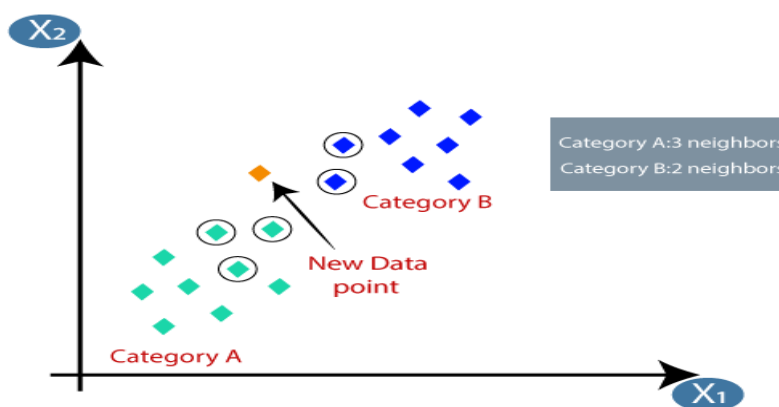 X₂
Category A:3 neighbors
Category B:2 neighbors
Category B
New Data
point
Category A
X₁